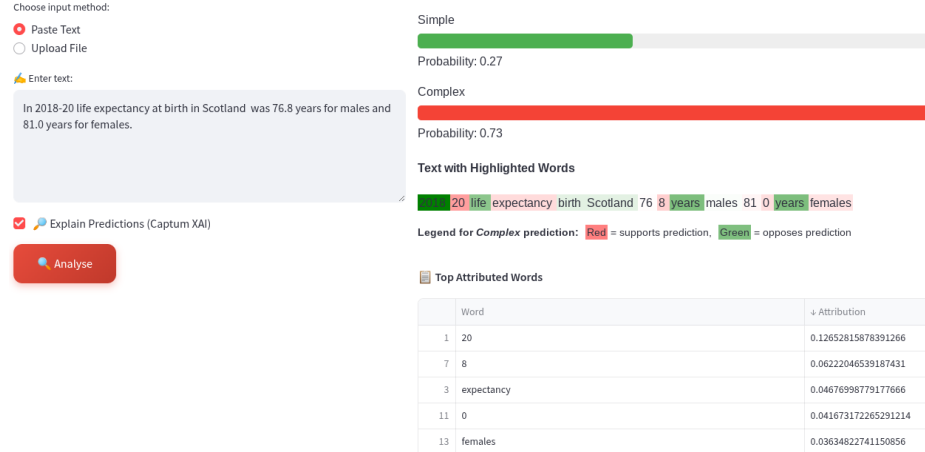 Choose input method:
Paste Text
Upload File
✍️ Enter text:
In 2018-20 life expectancy at birth in Scotland  was 76.8 years for males and
81.0 years for females.
🔎 Explain Predictions (Captum XAI)
🔍 Analyse
Simple
Probability: 0.27
Complex
Probability: 0.73
Text with Highlighted Words
2018 20 life expectancy birth Scotland 76 8 years males 81 0 years females
Legend for Complex prediction: Red = supports prediction, Green = opposes prediction
📋 Top Attributed Words
Word ↓ Attribution
1 20 0.12652815878391266
7 8 0.06222046539187431
3 expectancy 0.04676998779177666
11 0 0.041673172265291214
13 females 0.03634822741150856